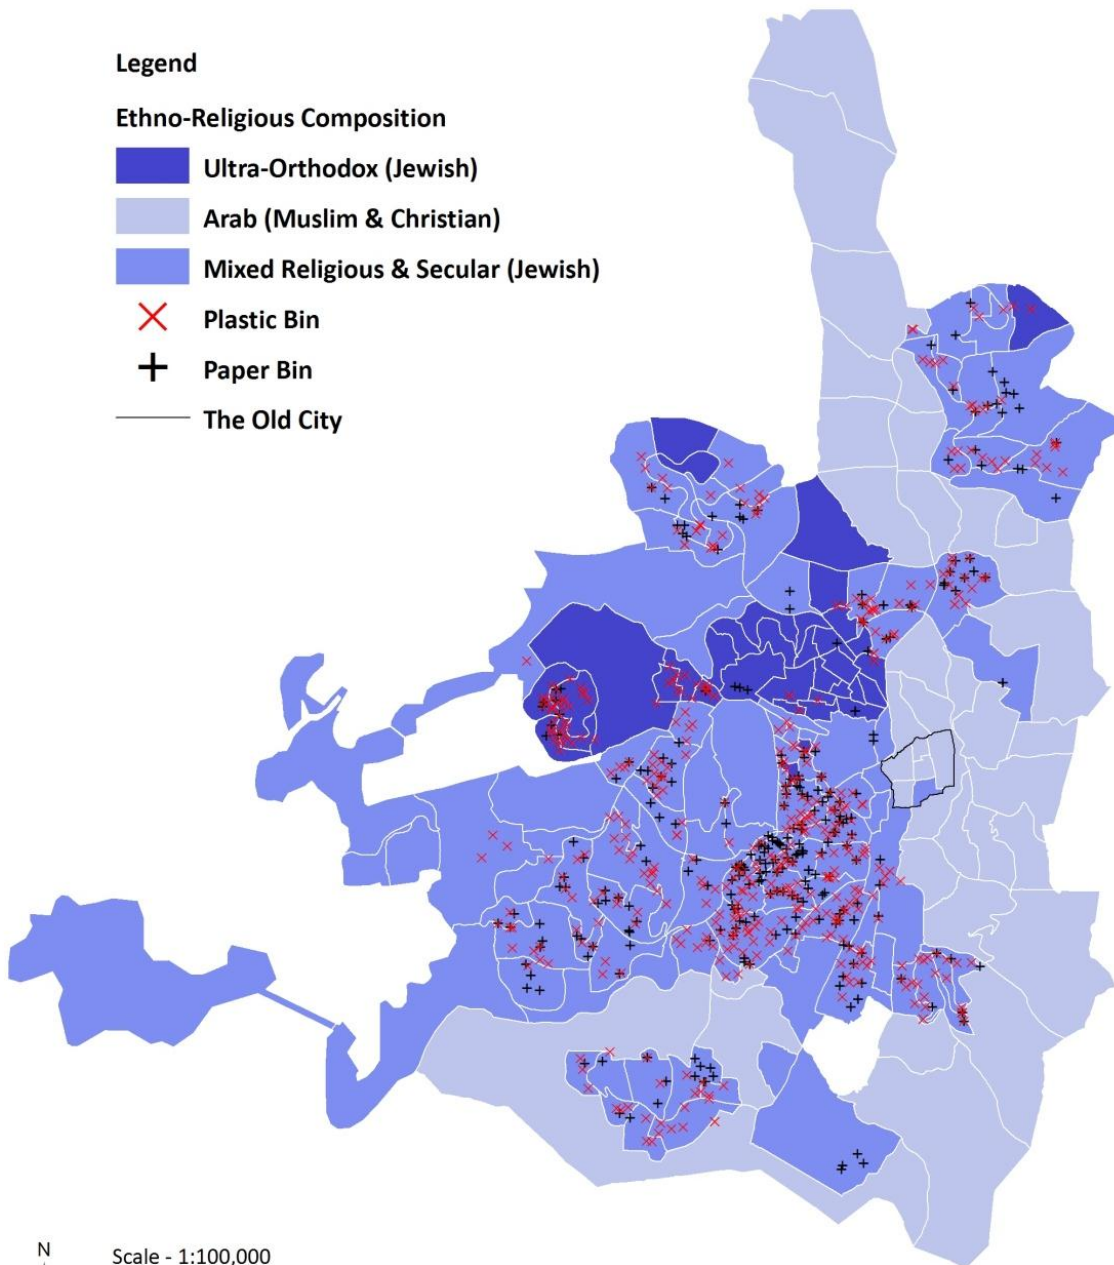 Legend
Ethno-Religious Composition
Ultra-Orthodox (Jewish)
Arab (Muslim & Christian)
Mixed Religious & Secular (Jewish)
Plastic Bin
Paper Bin
The Old City
N
Scale - 1:100,000